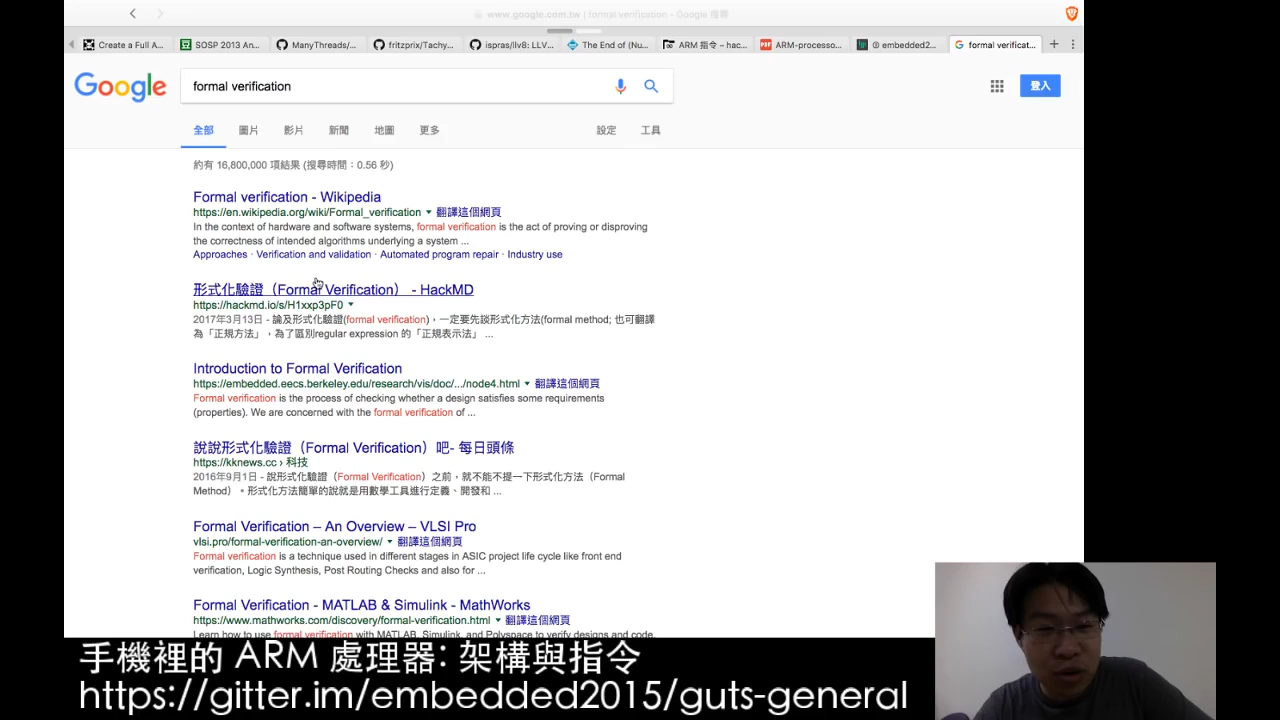 www.google.com.tw | formal verification - Google 搜尋
Create a Full A...
SOSP 2013 An...
ManyThreads/...
fritzprix/Tachy...
ispras/llv8: LLV...
The End of (Nu...
ARM 指令 – hac...
ARM-processo...
② embedded2...
formal verificat...
Google
formal verification
登入
全部 圖片 影片 新聞 地圖 更多 設定 工具
約有 16,800,000 項結果 (搜尋時間：0.56 秒)
Formal verification - Wikipedia
https://en.wikipedia.org/wiki/Formal_verification 翻譯這個網頁
In the context of hardware and software systems, formal verification is the act of proving or disproving
the correctness of intended algorithms underlying a system ...
Approaches · Verification and validation · Automated program repair · Industry use
形式化驗證（Formal Verification） - HackMD
https://hackmd.io/s/H1xxp3pF0
2017年3月13日 - 論及形式化驗證(formal verification)，一定要先談形式化方法(formal method; 也可翻譯
為「正規方法」，為了區別regular expression 的「正規表示法」 ...
Introduction to Formal Verification
https://embedded.eecs.berkeley.edu/research/vis/doc/.../node4.html 翻譯這個網頁
Formal verification is the process of checking whether a design satisfies some requirements
(properties). We are concerned with the formal verification of ...
說說形式化驗證（Formal Verification）吧- 每日頭條
https://kknews.cc › 科技
2016年9月1日 - 說形式化驗證（Formal Verification）之前，就不能不提一下形式化方法（Formal
Method）。形式化方法簡單的說就是用數學工具進行定義、開發和 ...
Formal Verification – An Overview – VLSI Pro
vlsi.pro/formal-verification-an-overview/ 翻譯這個網頁
Formal verification is a technique used in different stages in ASIC project life cycle like front end
verification, Logic Synthesis, Post Routing Checks and also for ...
Formal Verification - MATLAB & Simulink - MathWorks
https://www.mathworks.com/discovery/formal-verification.html 翻譯這個網頁
Learn how to use formal verification with MATLAB, Simulink, and Polyspace to verify designs and code.
手機裡的 ARM 處理器: 架構與指令
https://gitter.im/embedded2015/guts-general